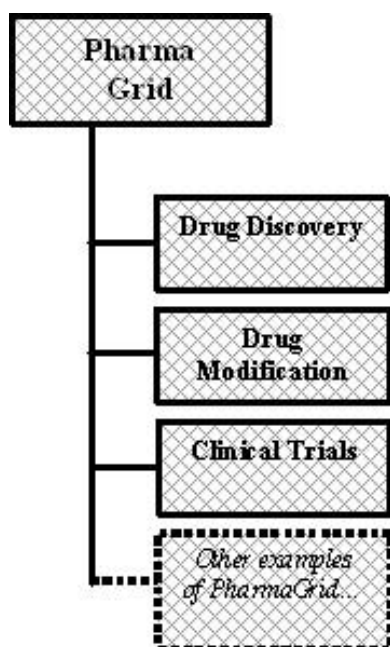 Pharma
Grid
Drug Discovery
Drug
Modification
Clinical Trials
Other examples
of PharmaGrid...